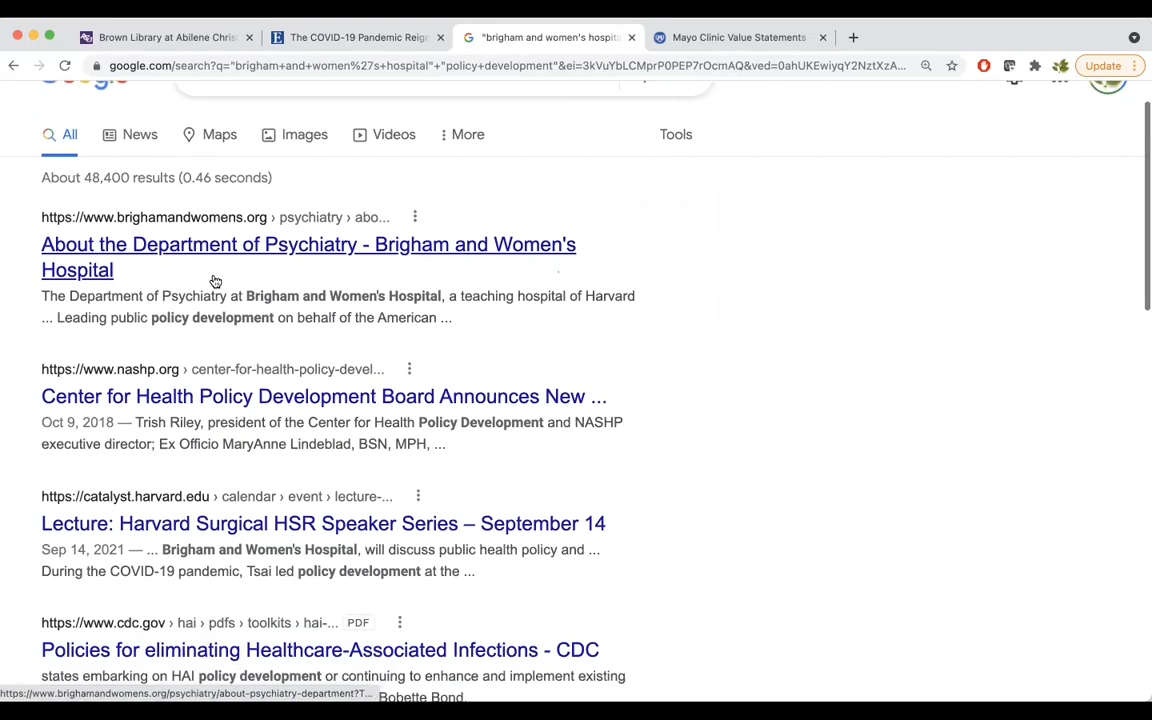 Brown Library at Abilene Chris
The COVID-19 Pandemic Reig
"brigham and women's hospita
Mayo Clinic Value Statements
google.com/search?q="brigham+and+women%27s+hospital"+"policy+development"&ei=3kVuYbLCMprP0PEP7rOcmAQ&ved=0ahUKEwiyqY2NztXzA...
Update
All
News
Maps
Images
Videos
More
Tools
About 48,400 results (0.46 seconds)
https://www.brighamandwomens.org › psychiatry › abo...
About the Department of Psychiatry - Brigham and Women's
Hospital
The Department of Psychiatry at Brigham and Women's Hospital, a teaching hospital of Harvard
... Leading public policy development on behalf of the American ...
https://www.nashp.org › center-for-health-policy-devel...
Center for Health Policy Development Board Announces New ...
Oct 9, 2018 — Trish Riley, president of the Center for Health Policy Development and NASHP
executive director; Ex Officio MaryAnne Lindeblad, BSN, MPH, ...
https://catalyst.harvard.edu › calendar › event › lecture-...
Lecture: Harvard Surgical HSR Speaker Series – September 14
Sep 14, 2021 — ... Brigham and Women's Hospital, will discuss public health policy and ...
During the COVID-19 pandemic, Tsai led policy development at the ...
https://www.cdc.gov › hai › pdfs › toolkits › hai-... PDF
Policies for eliminating Healthcare-Associated Infections - CDC
states embarking on HAI policy development or continuing to enhance and implement existing
Bobette Bond.
https://www.brighamandwomens.org/psychiatry/about-psychiatry-department?T...